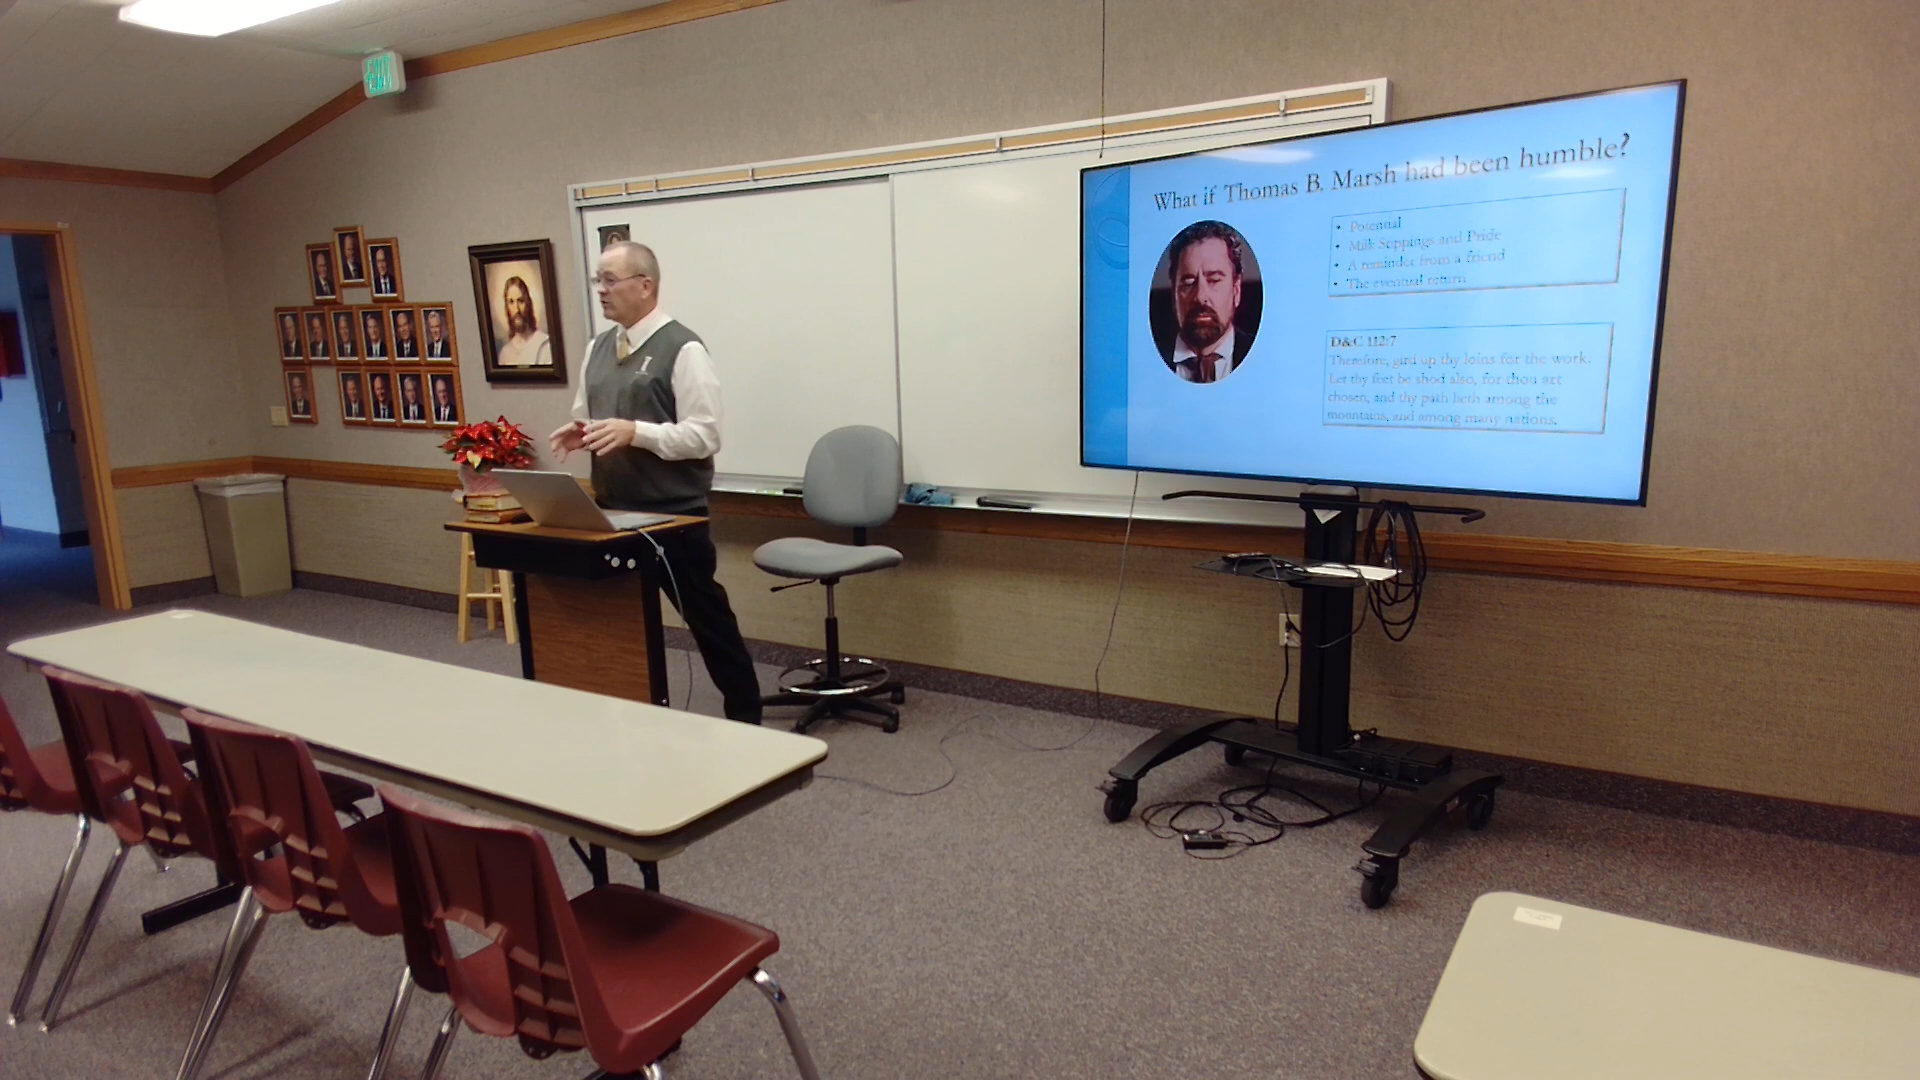 EXIT
What if Thomas B. Marsh had been humble?
• Potential
• Milk Stppings and Pride
• A reminder from a friend
• The eventual return
D&C 112:7
Therefore, gird up thy loins for the work.
Let thy feet be shod also, for thou art
chosen, and thy path lieth among the
mountains, and among many nations.